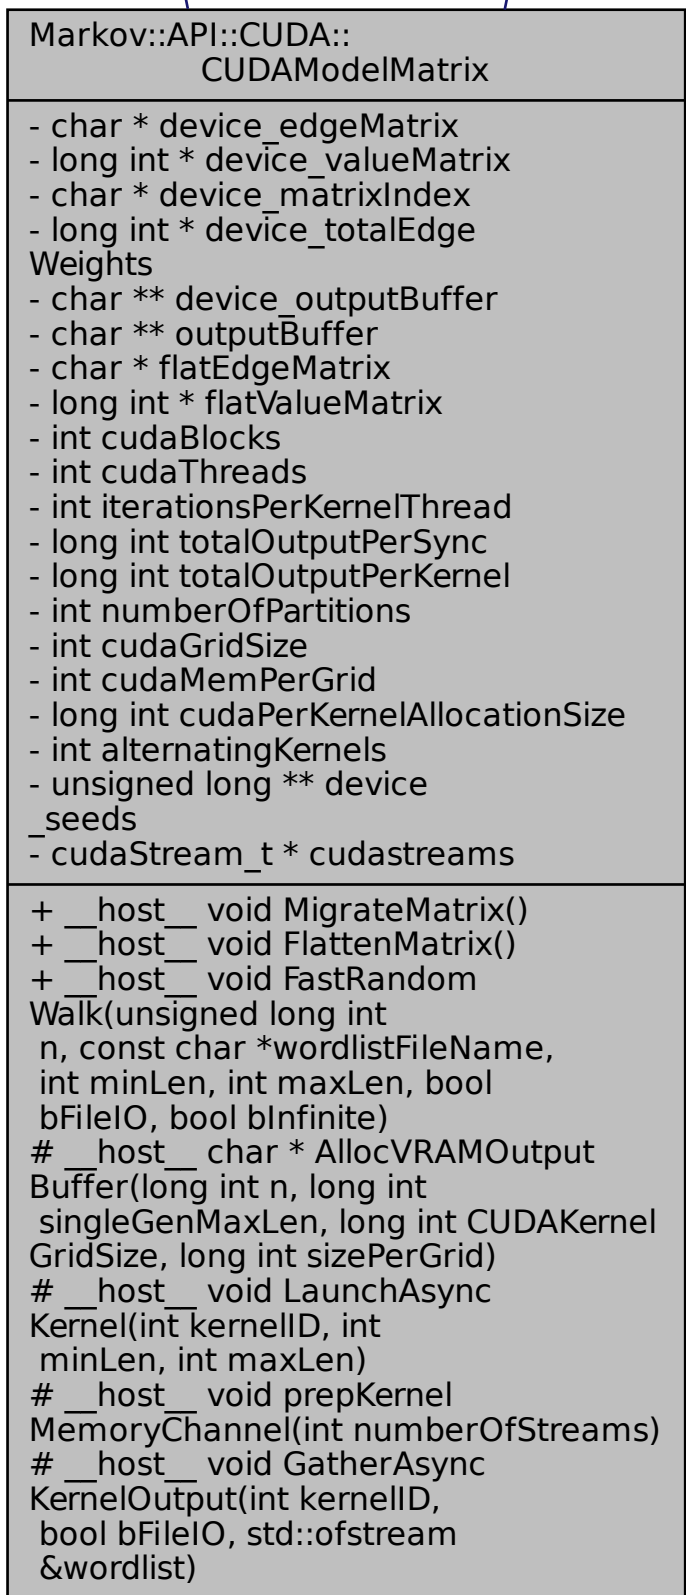 Markov::API::CUDA::
CUDAModelMatrix
- char * device_edgeMatrix
- long int * device_valueMatrix
- char * device_matrixIndex
- long int * device_totalEdge
Weights
- char ** device_outputBuffer
- char ** outputBuffer
- char * flatEdgeMatrix
- long int * flatValueMatrix
- int cudaBlocks
- int cudaThreads
- int iterationsPerKernelThread
- long int totalOutputPerSync
- long int totalOutputPerKernel
- int numberOfPartitions
- int cudaGridSize
- int cudaMemPerGrid
- long int cudaPerKernelAllocationSize
- int alternatingKernels
- unsigned long ** device
_seeds
- cudaStream_t * cudastreams
+ __host__ void MigrateMatrix()
+ __host__ void FlattenMatrix()
+ __host__ void FastRandom
Walk(unsigned long int
n, const char *wordlistFileName,
int minLen, int maxLen, bool
bFileIO, bool bInfinite)
# __host__ char * AllocVRAMOutput
Buffer(long int n, long int
singleGenMaxLen, long int CUDAKernel
GridSize, long int sizePerGrid)
# __host__ void LaunchAsync
Kernel(int kernelID, int
minLen, int maxLen)
# __host__ void prepKernel
MemoryChannel(int numberOfStreams)
# __host__ void GatherAsync
KernelOutput(int kernelID,
bool bFileIO, std::ofstream
&wordlist)